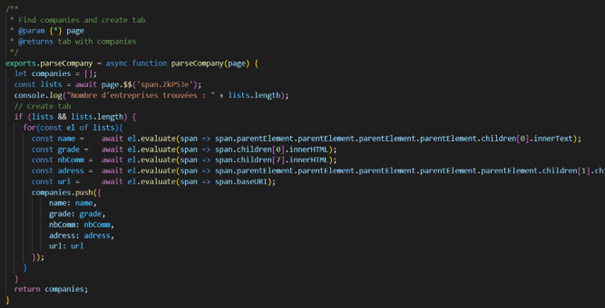 /**
* Find companies and create tab
* @param {*} page
* @returns tab with companies
*/
exports.parseCompany = async function parseCompany(page) {
let companies = [];
const lists = await page.$$('span.ZkP5Je');
console.log("Nombre d'entreprises trouvées : " + lists.length);
// Create tab
if (lists && lists.length) {
for(const el of lists){
const name = await el.evaluate(span => span.parentElement.parentElement.parentElement.parentElement.children[0].innerText);
const grade = await el.evaluate(span => span.children[0].innerHTML);
const nbComm = await el.evaluate(span => span.children[7].innerHTML);
const adress = await el.evaluate(span => span.parentElement.parentElement.parentElement.parentElement.parentElement.children[1].ch
const url = await el.evaluate(span => span.baseURI);
companies.push({
name: name,
grade: grade,
nbComm: nbComm,
adress: adress,
url: url
});
}
}
return companies;
}